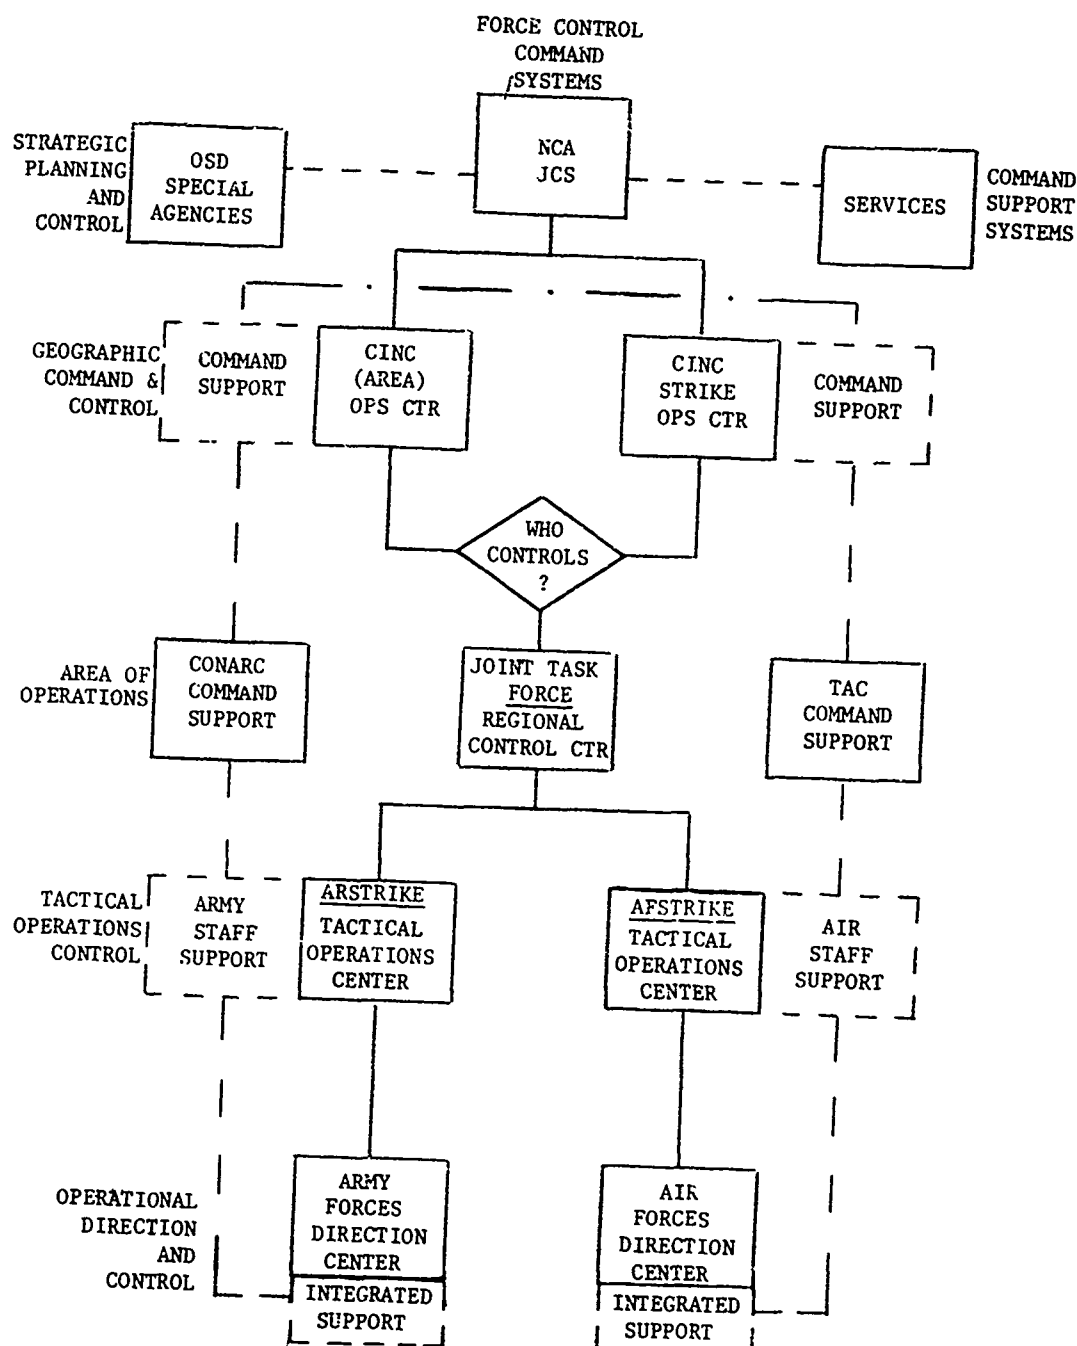 FORCE CONTROL
COMMAND
SYSTEMS
STRATEGIC
PLANNING
AND
CONTROL
OSD
SPECIAL
AGENCIES
NCA
JCS
SERVICES
COMMAND
SUPPORT
SYSTEMS
GEOGRAPHIC
COMMAND &
CONTROL
COMMAND
SUPPORT
CINC
(AREA)
OPS CTR
CINC
STRIKE
OPS CTR
COMMAND
SUPPORT
WHO
CONTROLS
?
AREA OF
OPERATIONS
CONARC
COMMAND
SUPPORT
JOINT TASK
FORCE
REGIONAL
CONTROL CTR
TAC
COMMAND
SUPPORT
TACTICAL
OPERATIONS
CONTROL
ARMY
STAFF
SUPPORT
ARSTRIKE
TACTICAL
OPERATIONS
CENTER
AFSTRIKE
TACTICAL
OPERATIONS
CENTER
AIR
STAFF
SUPPORT
OPERATIONAL
DIRECTION
AND
CONTROL
ARMY
FORCES
DIRECTION
CENTER
INTEGRATED
SUPPORT
AIR
FORCES
DIRECTION
CENTER
INTEGRATED
SUPPORT